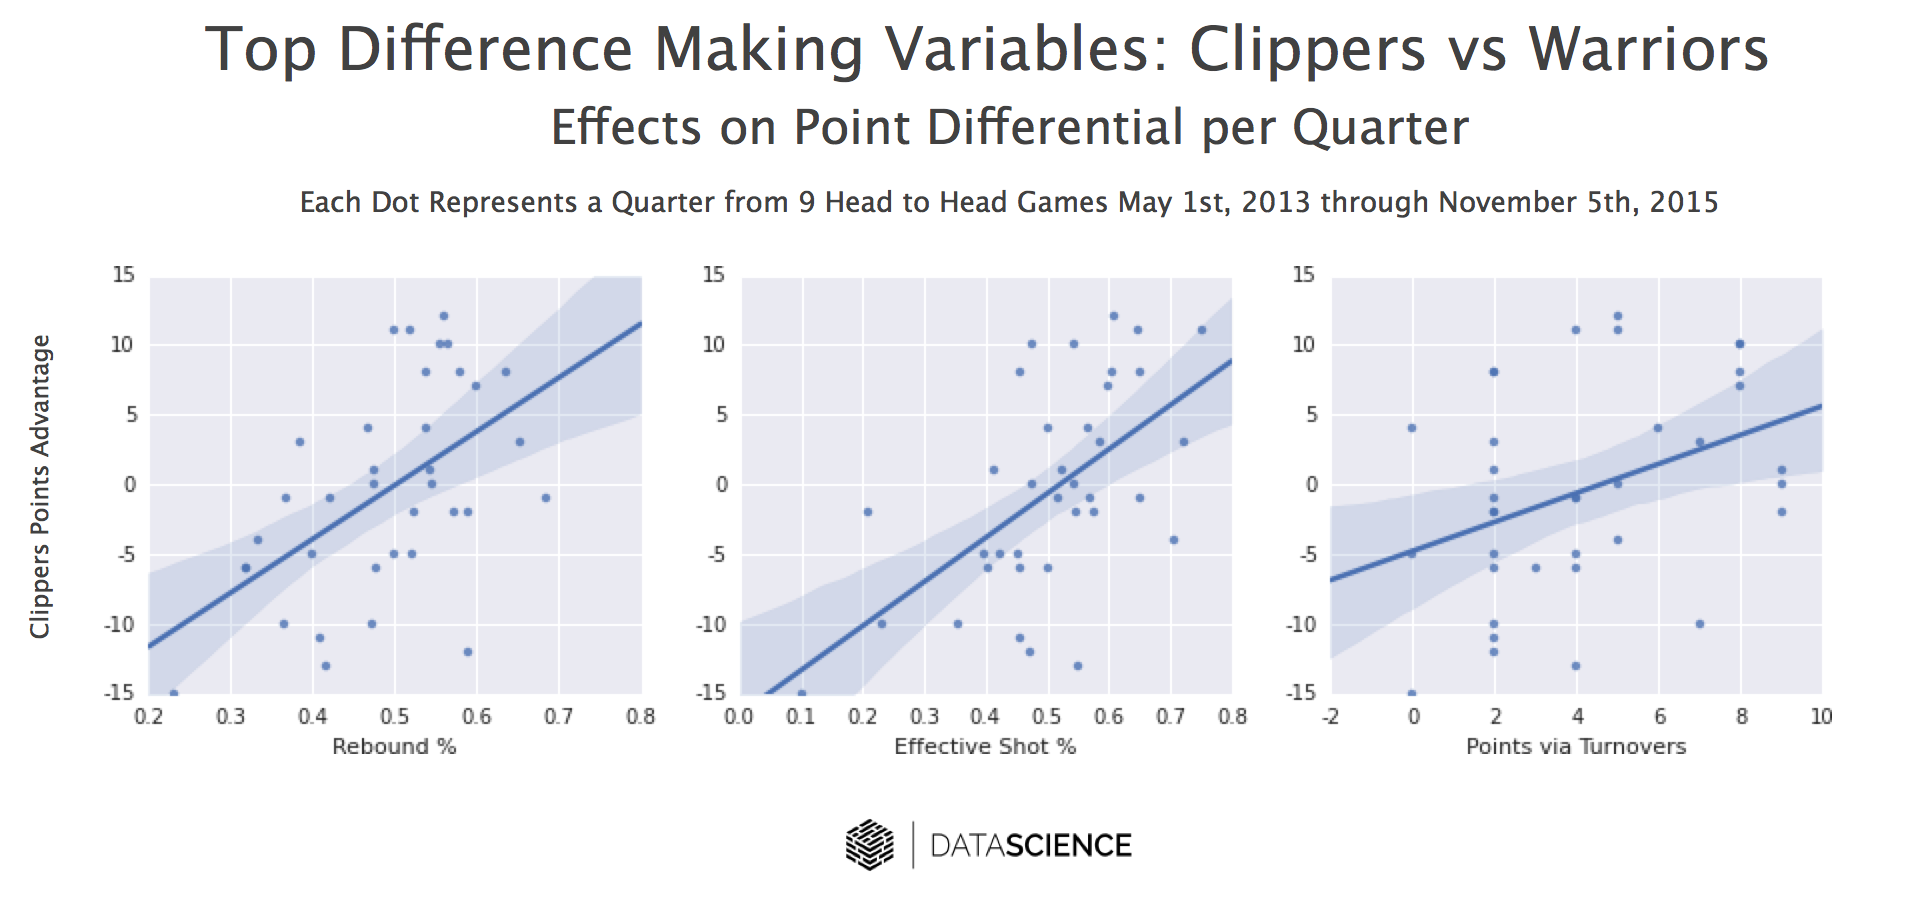 Top Difference Making Variables: Clippers vs Warriors
Effects on Point Differential per Quarter
Each Dot Represents a Quarter from 9 Head to Head Games May 1st, 2013 through November 5th, 2015
Clippers Points Advantage
15
10
5
0
-5
-10
-15
0.2 0.3 0.4 0.5 0.6 0.7 0.8
Rebound %
15
10
5
0
-5
-10
-15
0.0 0.1 0.2 0.3 0.4 0.5 0.6 0.7 0.8
Effective Shot %
15
10
5
0
-5
-10
-15
-2 0 2 4 6 8 10
Points via Turnovers
DATASCIENCE